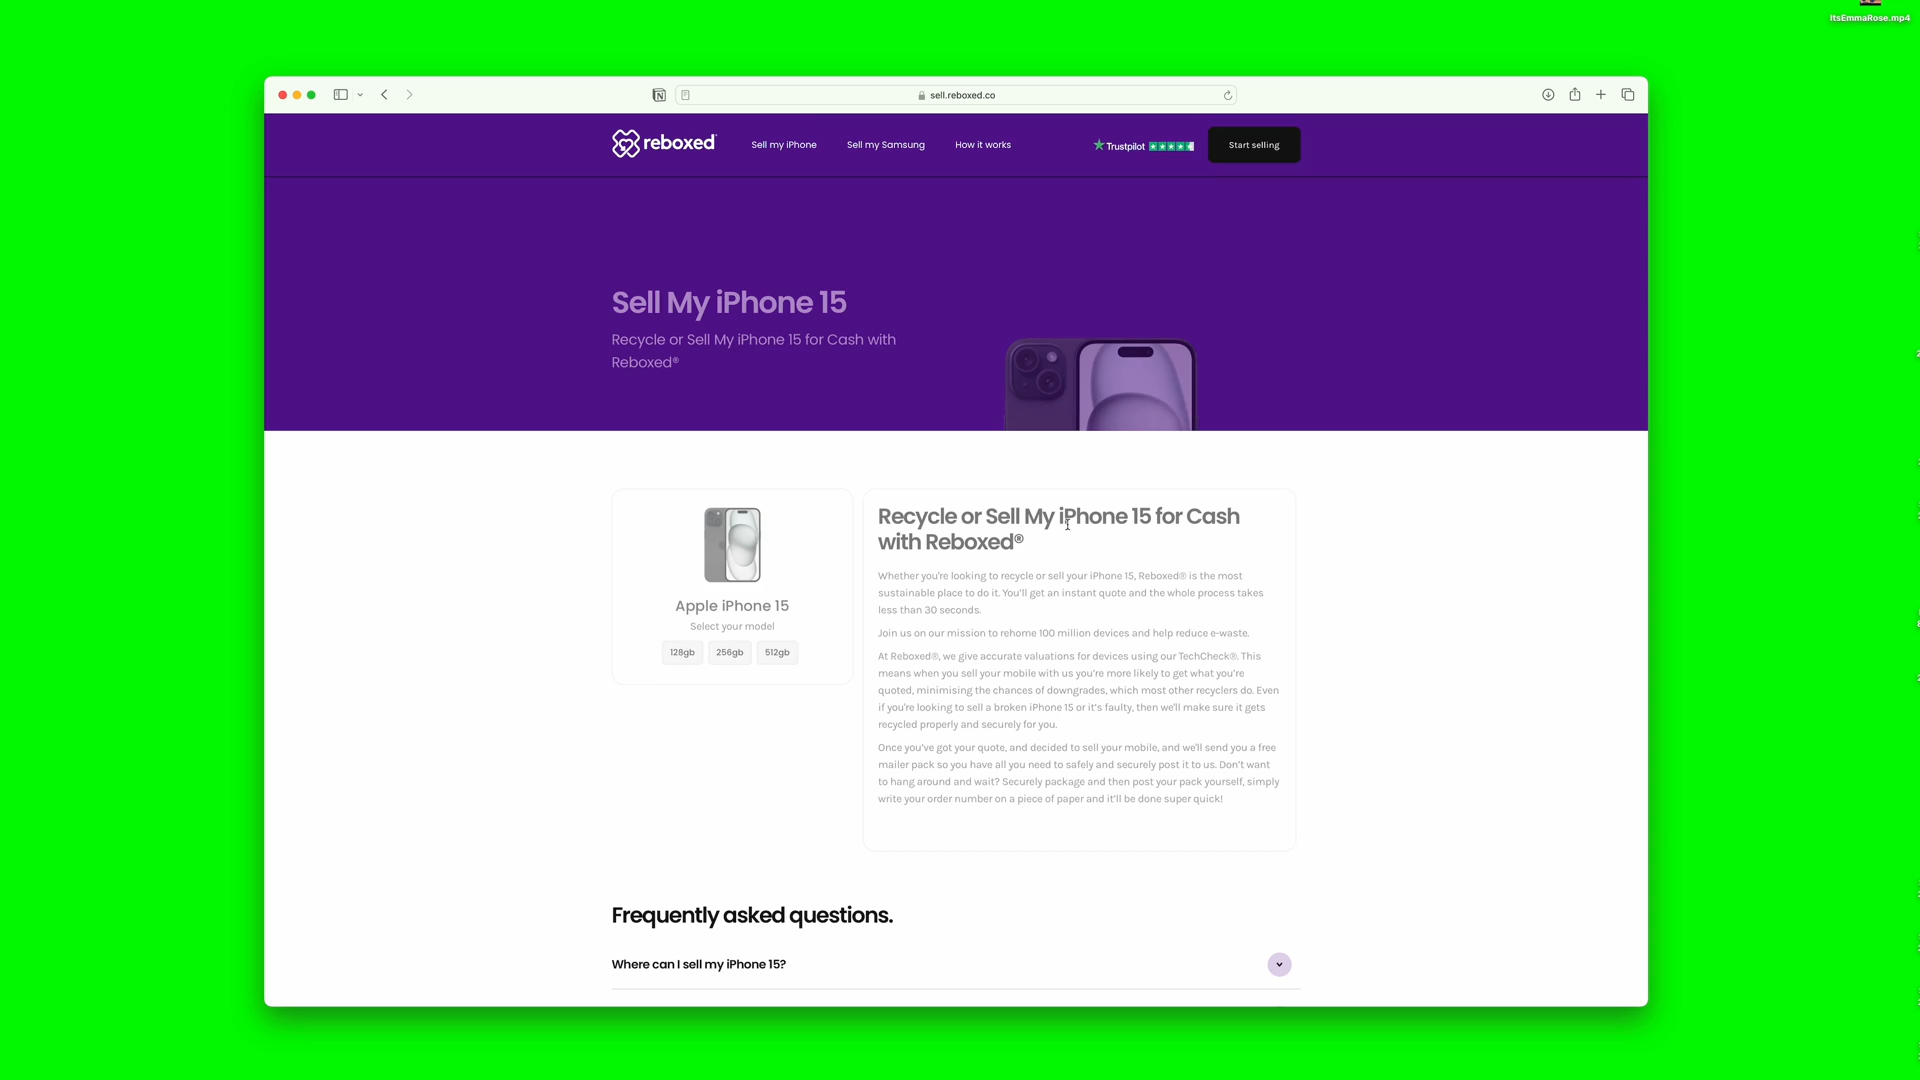 ItsEmmaRose.mp4
sell.reboxed.co
reboxed
Sell my iPhone
Sell my Samsung
How it works
Trustpilot
Start selling
Sell My iPhone 15
Recycle or Sell My iPhone 15 for Cash with
Reboxed®
Apple iPhone 15
Select your model
128gb
256gb
512gb
Recycle or Sell My iPhone 15 for Cash
with Reboxed®
Whether you're looking to recycle or sell your iPhone 15, Reboxed® is the most
sustainable place to do it. You'll get an instant quote and the whole process takes
less than 30 seconds.
Join us on our mission to rehome 100 million devices and help reduce e-waste.
At Reboxed®, we give accurate valuations for devices using our TechCheck®. This
means when you sell your mobile with us you're more likely to get what you're
quoted, minimising the chances of downgrades, which most other recyclers do. Even
if you're looking to sell a broken iPhone 15 or it's faulty, then we'll make sure it gets
recycled properly and securely for you.
Once you've got your quote, and decided to sell your mobile, and we'll send you a free
mailer pack so you have all you need to safely and securely post it to us. Don't want
to hang around and wait? Securely package and then post your pack yourself, simply
write your order number on a piece of paper and it'll be done super quick!
Frequently asked questions.
Where can I sell my iPhone 15?